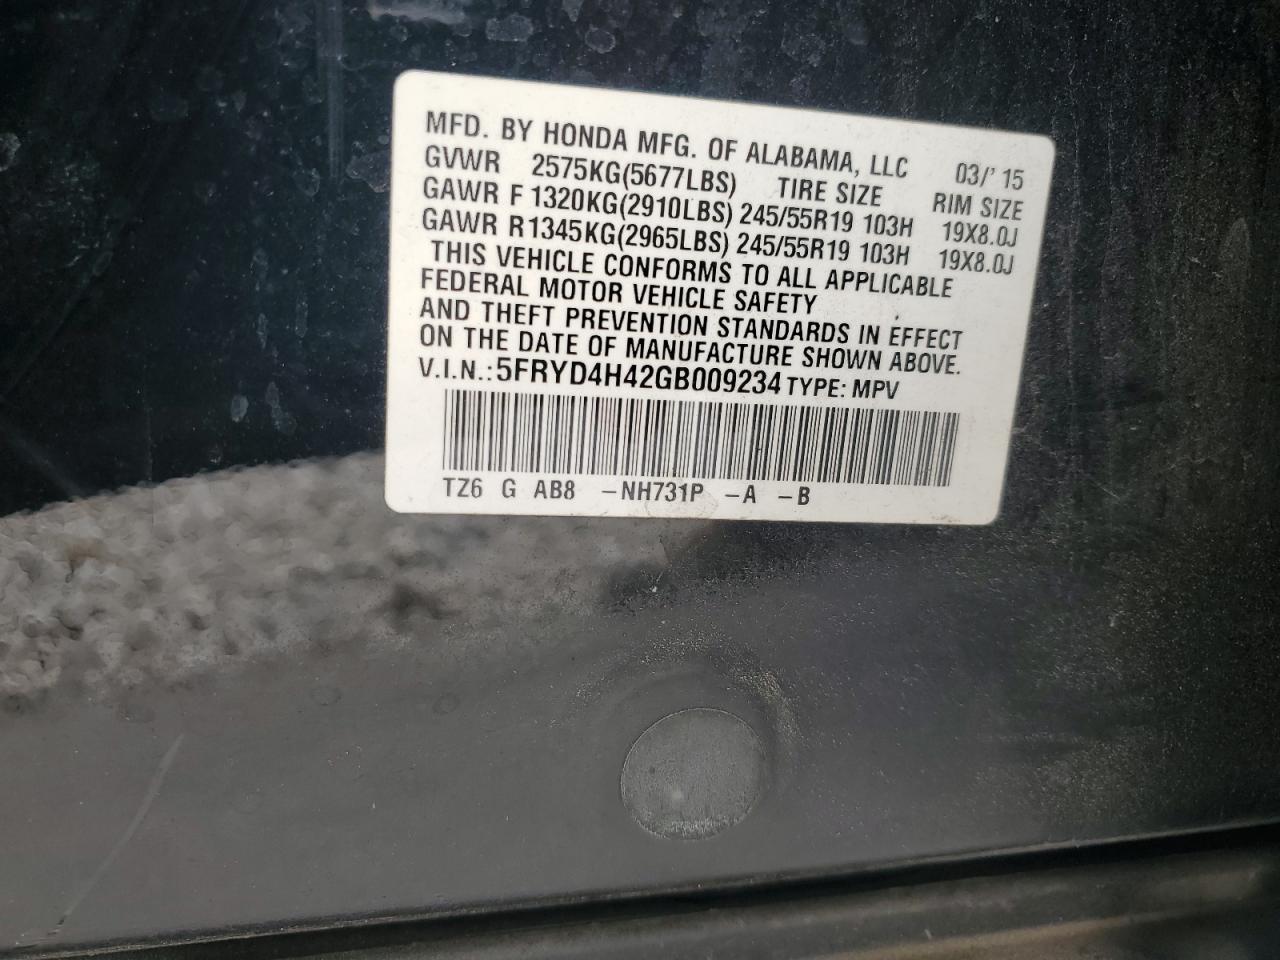 MFD. BY HONDA MFG. OF ALABAMA, LLC 03/'15
GVWR 2575KG(5677LBS) TIRE SIZE RIM SIZE
GAWR F 1320KG(2910LBS) 245/55R19 103H 19X8.0J
GAWR R1345KG(2965LBS) 245/55R19 103H 19X8.0J
THIS VEHICLE CONFORMS TO ALL APPLICABLE
FEDERAL MOTOR VEHICLE SAFETY
AND THEFT PREVENTION STANDARDS IN EFFECT
ON THE DATE OF MANUFACTURE SHOWN ABOVE.
V.I.N.:5FRYD4H42GB009234 TYPE: MPV
TZ6 G AB8 -NH731P -A -B